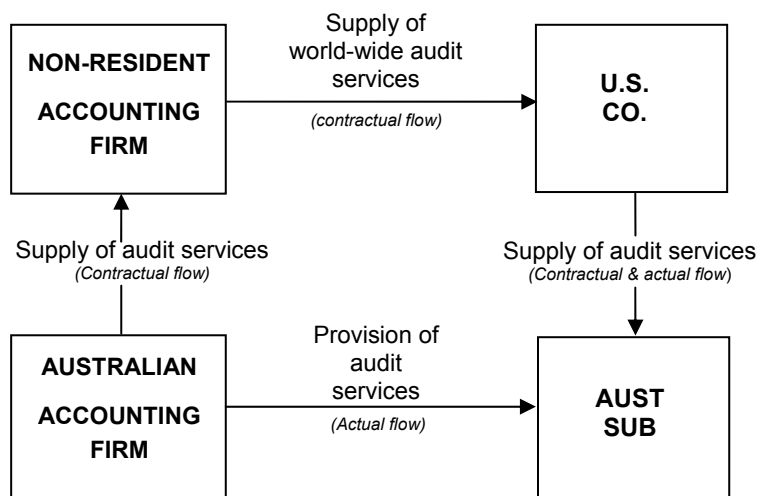 NON-RESIDENT
ACCOUNTING
FIRM
Supply of
world-wide audit
services
(contractual flow)
U.S.
CO.
Supply of audit services
(Contractual flow)
Supply of audit services
(Contractual & actual flow)
AUSTRALIAN
ACCOUNTING
FIRM
Provision of
audit
services
(Actual flow)
AUST
SUB